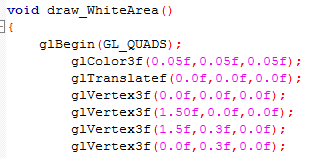 void draw_WhiteArea()
{
glBegin(GL_QUADS);
glColor3f(0.05f,0.05f,0.05f);
glTranslatef(0.0f,0.0f,0.0f);
glVertex3f(0.0f,0.0f,0.0f);
glVertex3f(1.50f,0.0f,0.0f);
glVertex3f(1.5f,0.3f,0.0f);
glVertex3f(0.0f,0.3f,0.0f);